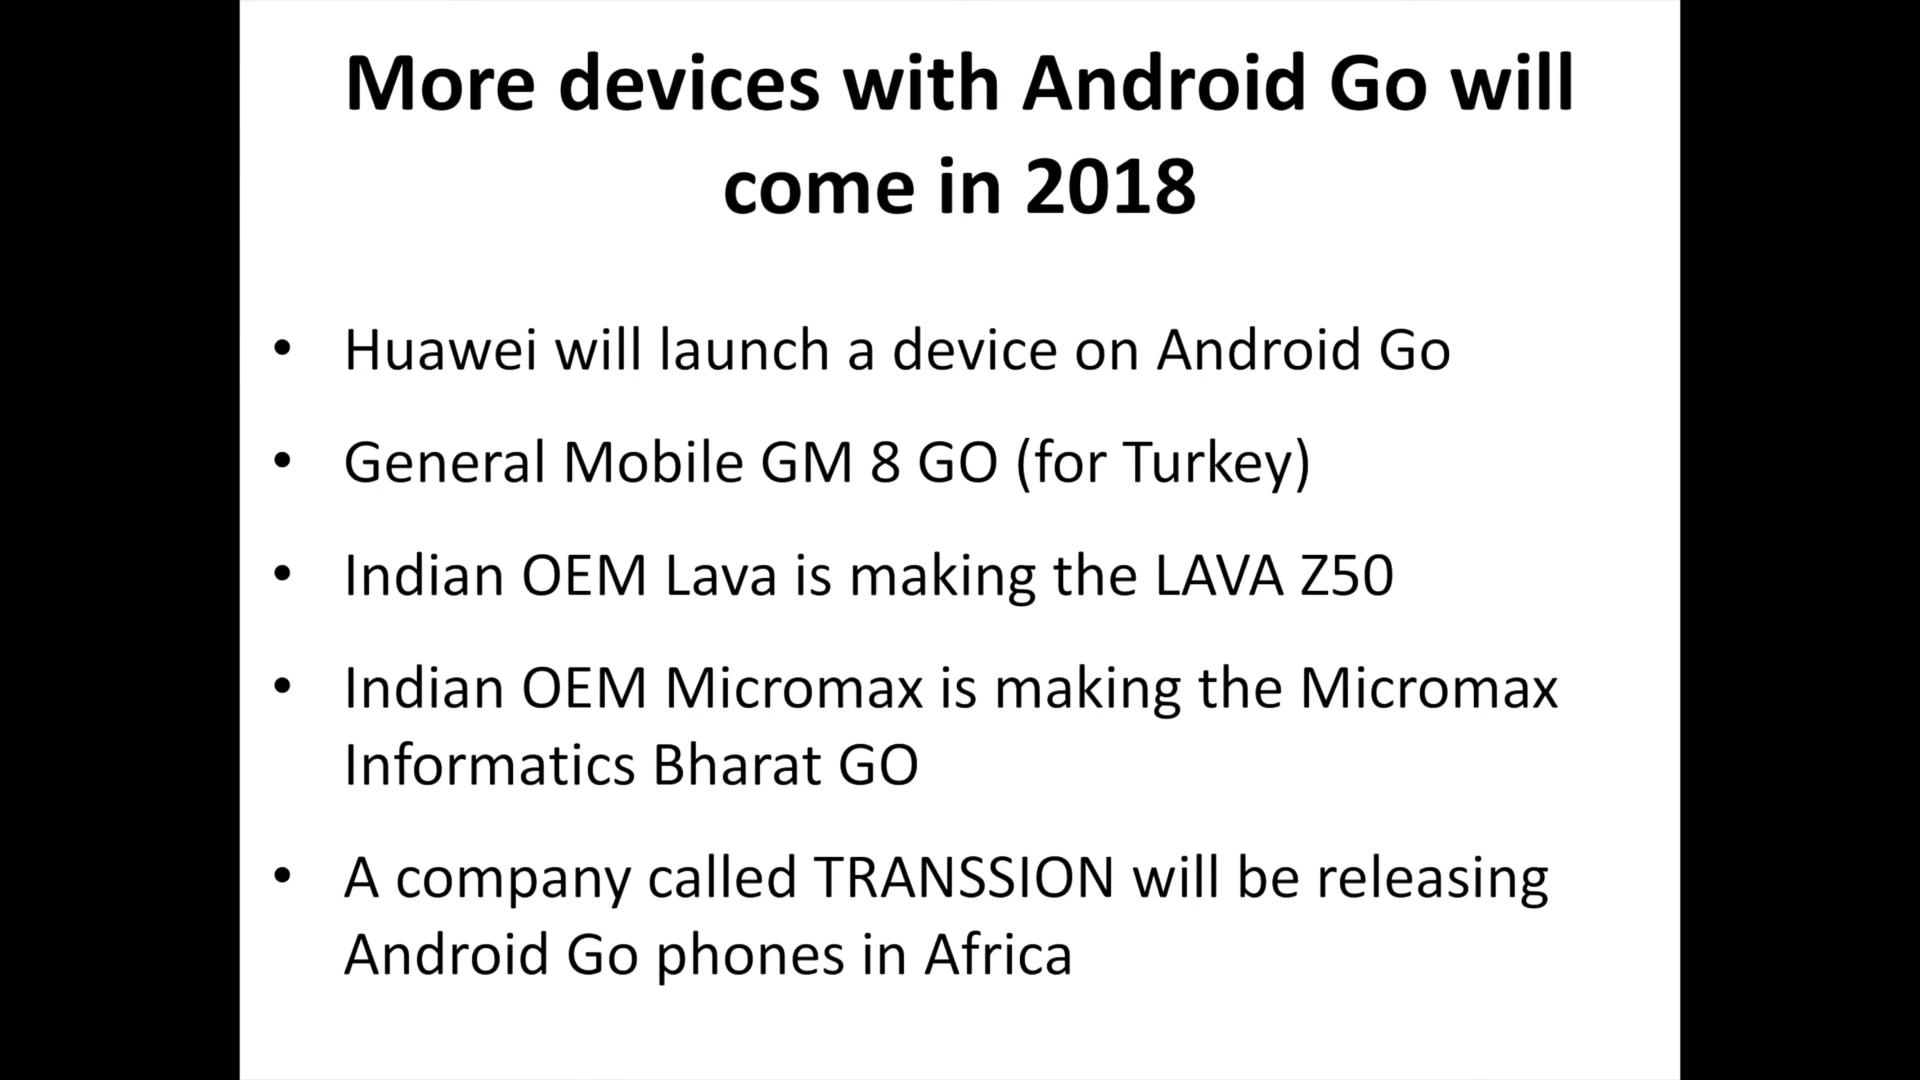 More devices with Android Go will
come in 2018
• Huawei will launch a device on Android Go
• General Mobile GM 8 GO (for Turkey)
• Indian OEM Lava is making the LAVA Z50
• Indian OEM Micromax is making the Micromax
Informatics Bharat GO
• A company called TRANSSION will be releasing
Android Go phones in Africa